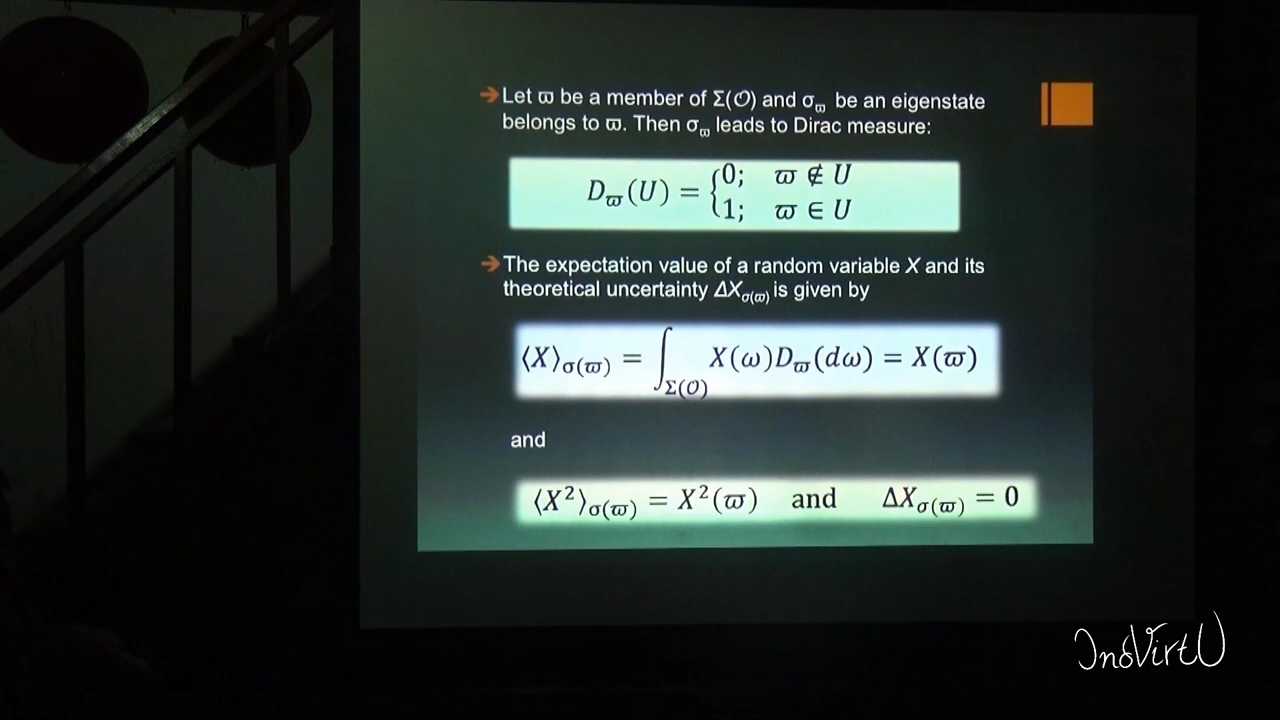 Let ϖ be a member of Σ(𝒪) and σ_ϖ be an eigenstate
belongs to ϖ. Then σ_ϖ leads to Dirac measure:
D_ϖ(U) = {0; ϖ ∉ U
1; ϖ ∈ U
The expectation value of a random variable X and its
theoretical uncertainty ΔX_σ(ϖ) is given by
⟨X⟩_σ(ϖ) = ∫_Σ(𝒪) X(ω)D_ϖ(dω) = X(ϖ)
and
⟨X²⟩_σ(ϖ) = X²(ϖ) and ΔX_σ(ϖ) = 0
InoVirtU